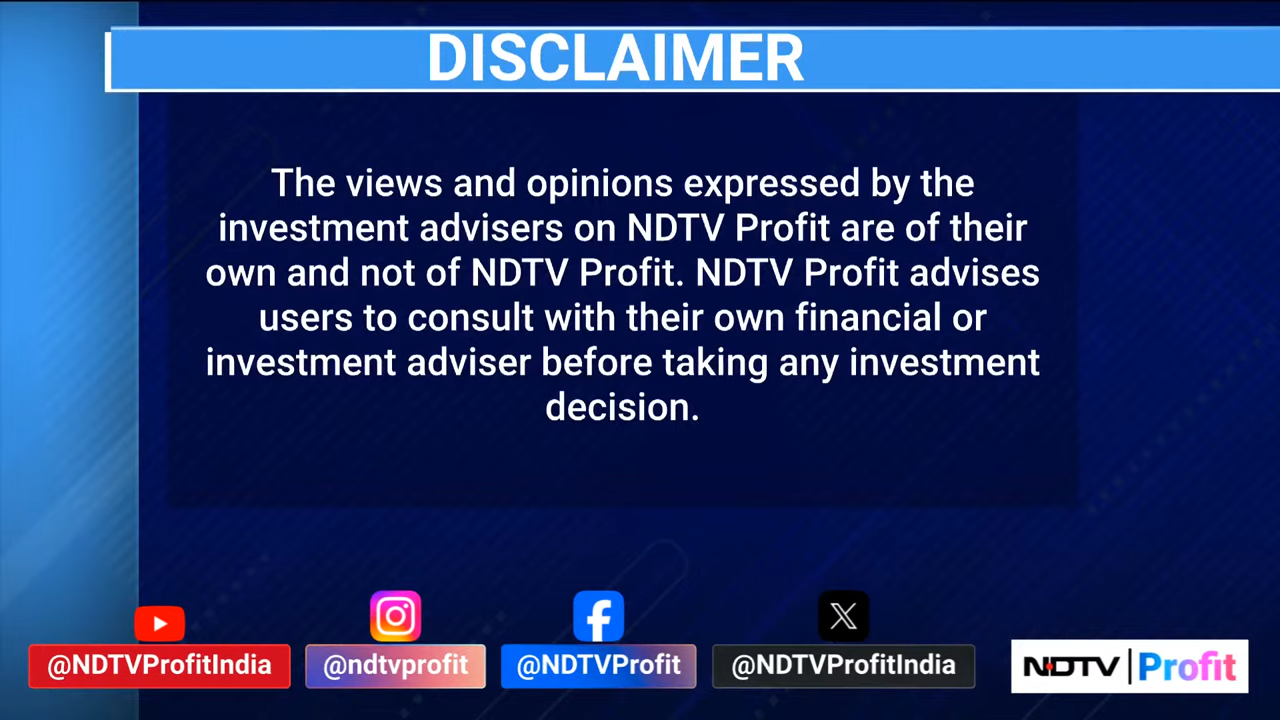 DISCLAIMER
The views and opinions expressed by the
investment advisers on NDTV Profit are of their
own and not of NDTV Profit. NDTV Profit advises
users to consult with their own financial or
investment adviser before taking any investment
decision.
@NDTVProfitIndia
@ndtvprofit
@NDTVProfit
@NDTVProfitIndia
NDTV Profit